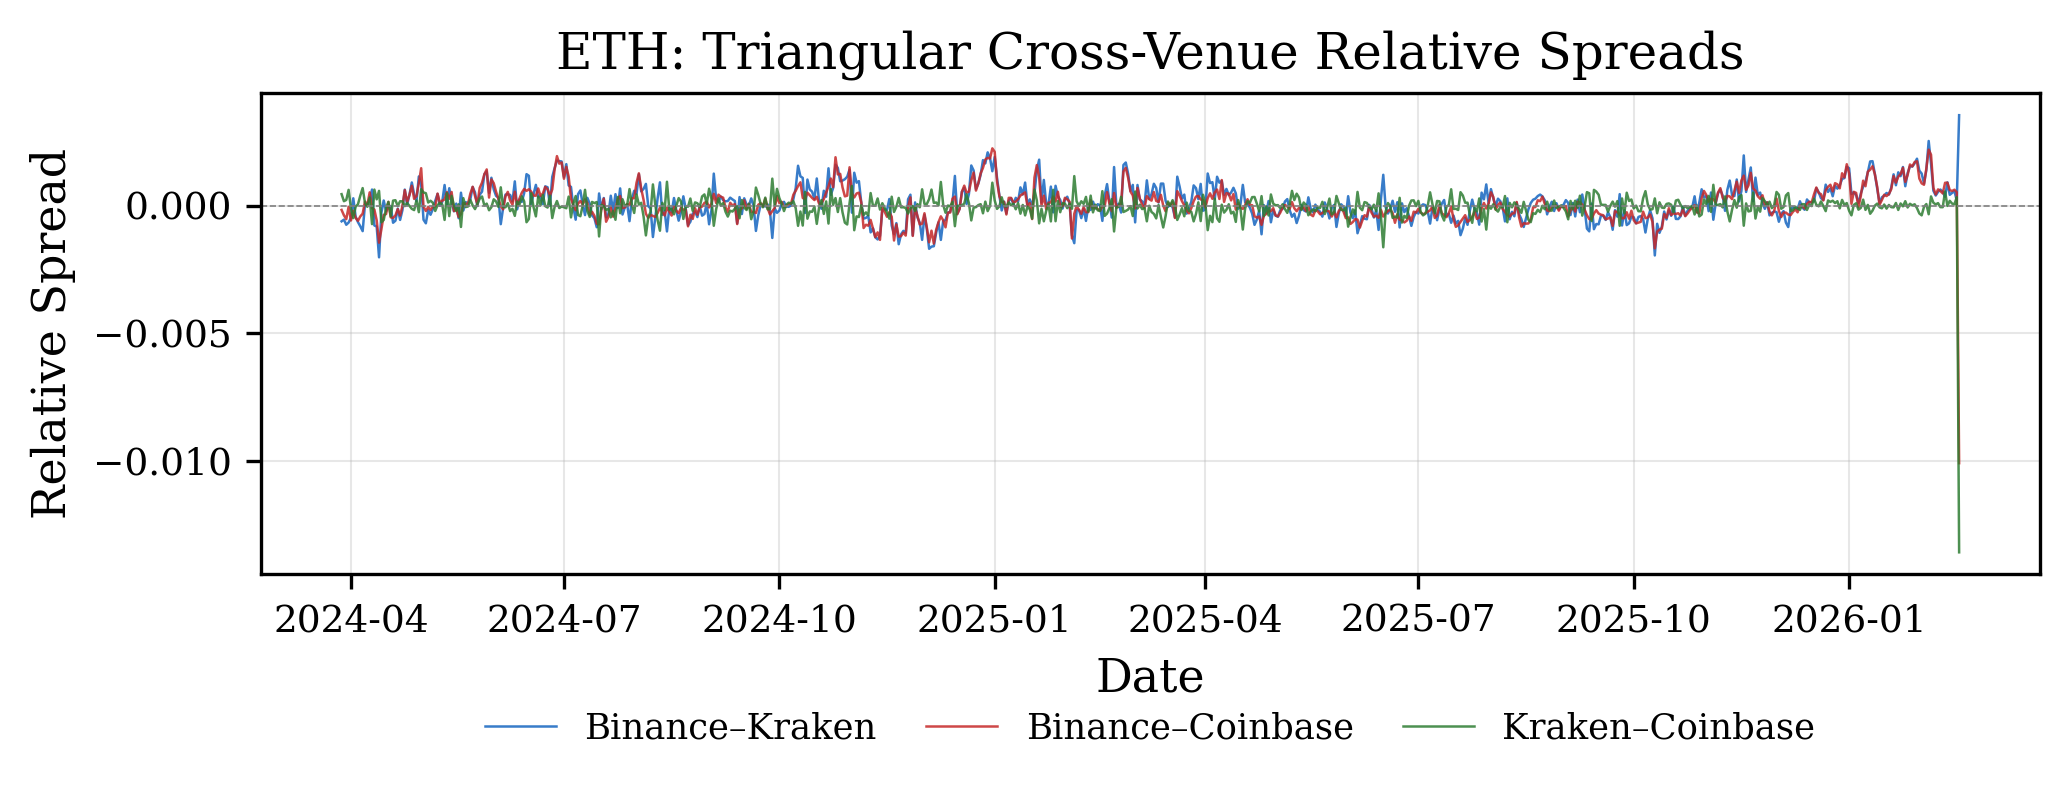 ETH: Triangular Cross-Venue Relative Spreads
Relative Spread
0.000
−0.005
−0.010
2024-04 2024-07 2024-10 2025-01 2025-04 2025-07 2025-10 2026-01
Date
Binance–Kraken Binance–Coinbase Kraken–Coinbase